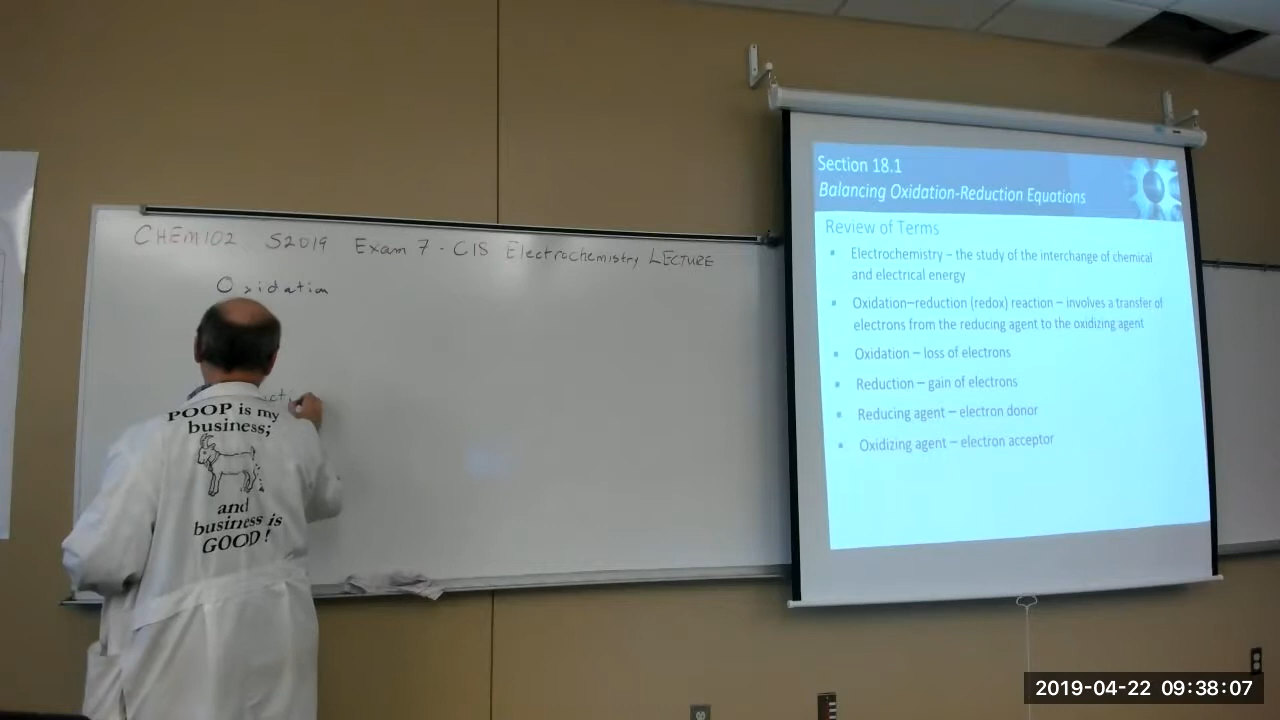 CHEM102 S2019 Exam 7 - C18 Electrochemistry LECTURE
Oxidation
POOP is my
business;
and
business is
GOOD!
Section 18.1
Balancing Oxidation-Reduction Equations
Review of Terms
▪ Electrochemistry – the study of the interchange of chemical
and electrical energy
▪ Oxidation–reduction (redox) reaction – involves a transfer of
electrons from the reducing agent to the oxidizing agent
▪ Oxidation – loss of electrons
▪ Reduction – gain of electrons
▪ Reducing agent – electron donor
▪ Oxidizing agent – electron acceptor
2019-04-22 09:38:07